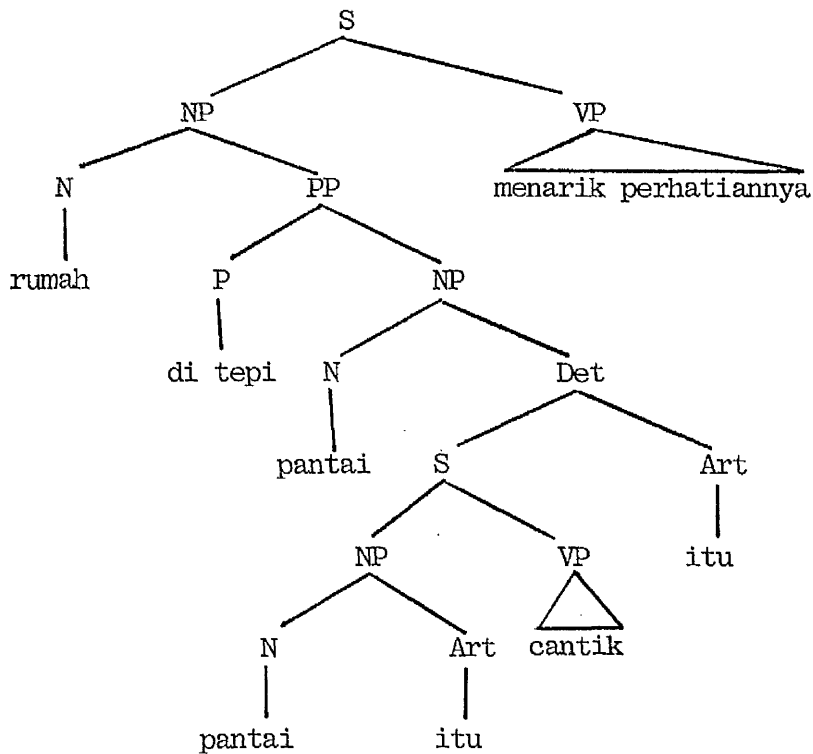 S
NP VP
N PP menarik perhatiannya
rumah P NP
di tepi N Det
pantai S Art
NP VP itu
N Art cantik
pantai itu